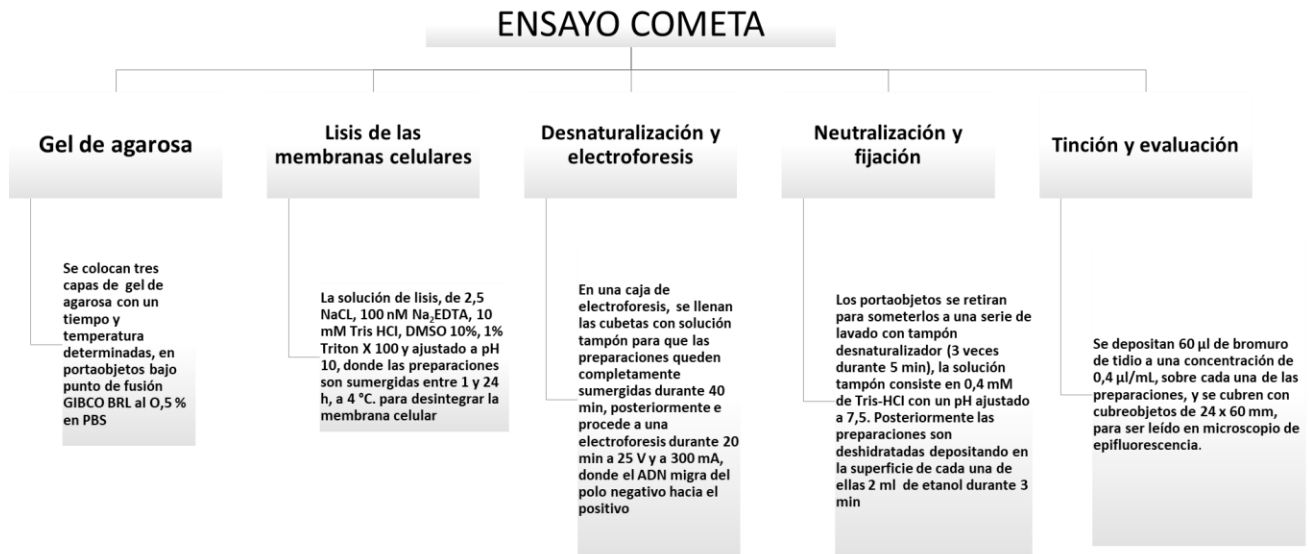 ENSAYO COMETA
Gel de agarosa
Se colocan tres
capas de gel de
agarosa con un
tiempo y
temperatura
determinadas, en
portaobjetos bajo
punto de fusión
GIBCO BRL al O,5 %
en PBS
Lisis de las
membranas celulares
La solución de lisis, de 2,5
NaCL, 100 nM Na₂EDTA, 10
mM Tris HCI, DMSO 10%, 1%
Triton X 100 y ajustado a pH
10, donde las preparaciones
son sumergidas entre 1 y 24
h, a 4 °C. para desintegrar la
membrana celular
Desnaturalización y
electroforesis
En una caja de
electroforesis, se llenan
las cubetas con solución
tampón para que las
preparaciones queden
completamente
sumergidas durante 40
min, posteriormente e
procede a una
electroforesis durante 20
min a 25 V y a 300 mA,
donde el ADN migra del
polo negativo hacia el
positivo
Neutralización y
fijación
Los portaobjetos se retiran
para someterlos a una serie de
lavado con tampón
desnaturalizador (3 veces
durante 5 min), la solución
tampón consiste en 0,4 mM
de Tris-HCI con un pH ajustado
a 7,5. Posteriormente las
preparaciones son
deshidratadas depositando en
la superficie de cada una de
ellas 2 ml de etanol durante 3
min
Tinción y evaluación
Se depositan 60 µl de bromuro
de tidio a una concentración de
0,4 µl/mL, sobre cada una de las
preparaciones, y se cubren con
cubreobjetos de 24 x 60 mm,
para ser leído en microscopio de
epifluorescencia.